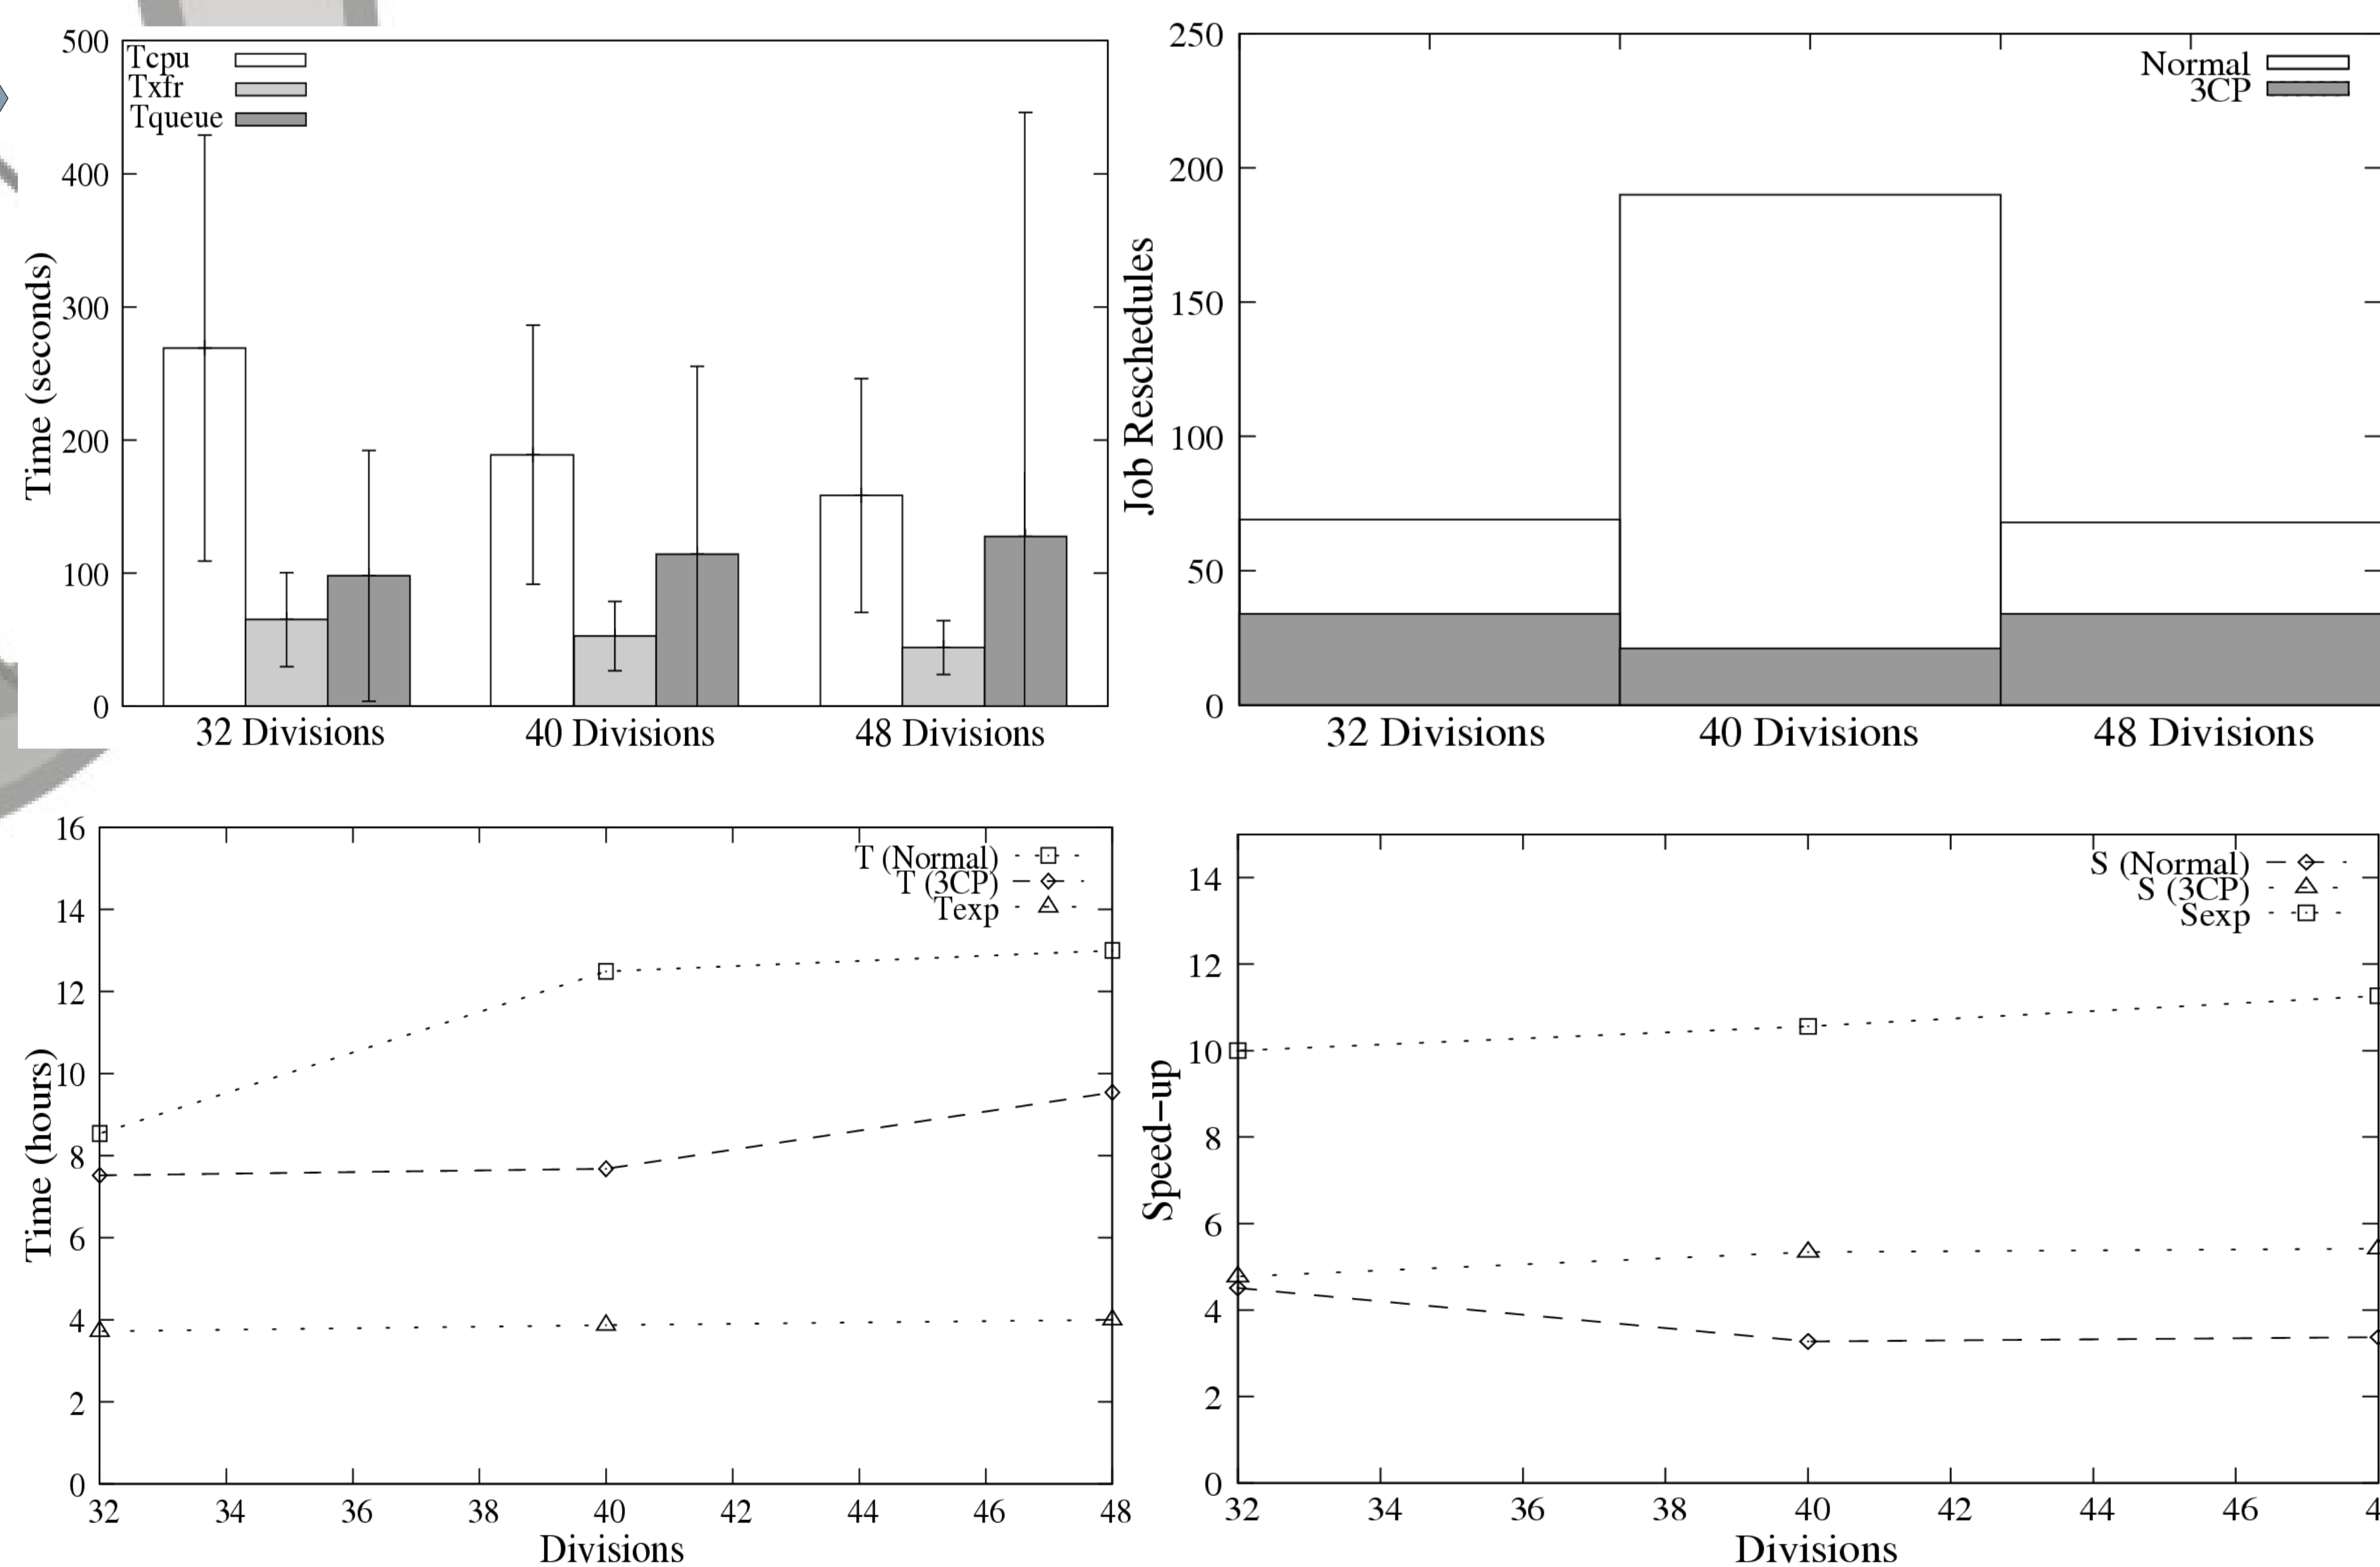 500
400
300
200
100
0
Time (seconds)
Tcpu
Txfr
Tqueue
32 Divisions
40 Divisions
48 Divisions
250
200
150
100
50
0
Job Reschedules
Normal
3CP
32 Divisions
40 Divisions
48 Divisions
16
14
12
10
8
6
4
2
0
Time (hours)
T (Normal)
T (3CP)
Texp
32 34 36 38 40 42 44 46 48
Divisions
14
12
10
8
6
4
2
0
Speed-up
S (Normal)
S (3CP)
Sexp
32 34 36 38 40 42 44 46 4
Divisions